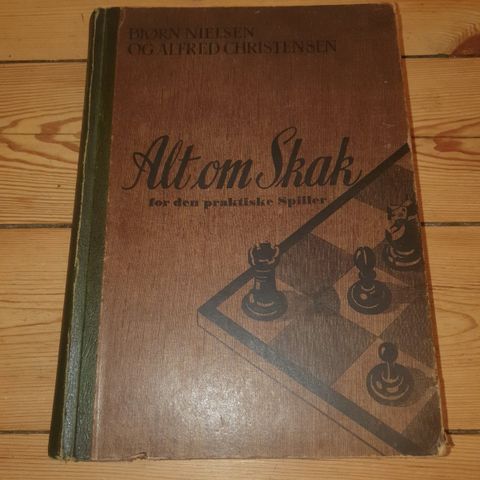 BJØRN NIELSEN
OG ALFRED CHRISTENSEN
Alt om Skak
for den praktiske Spiller